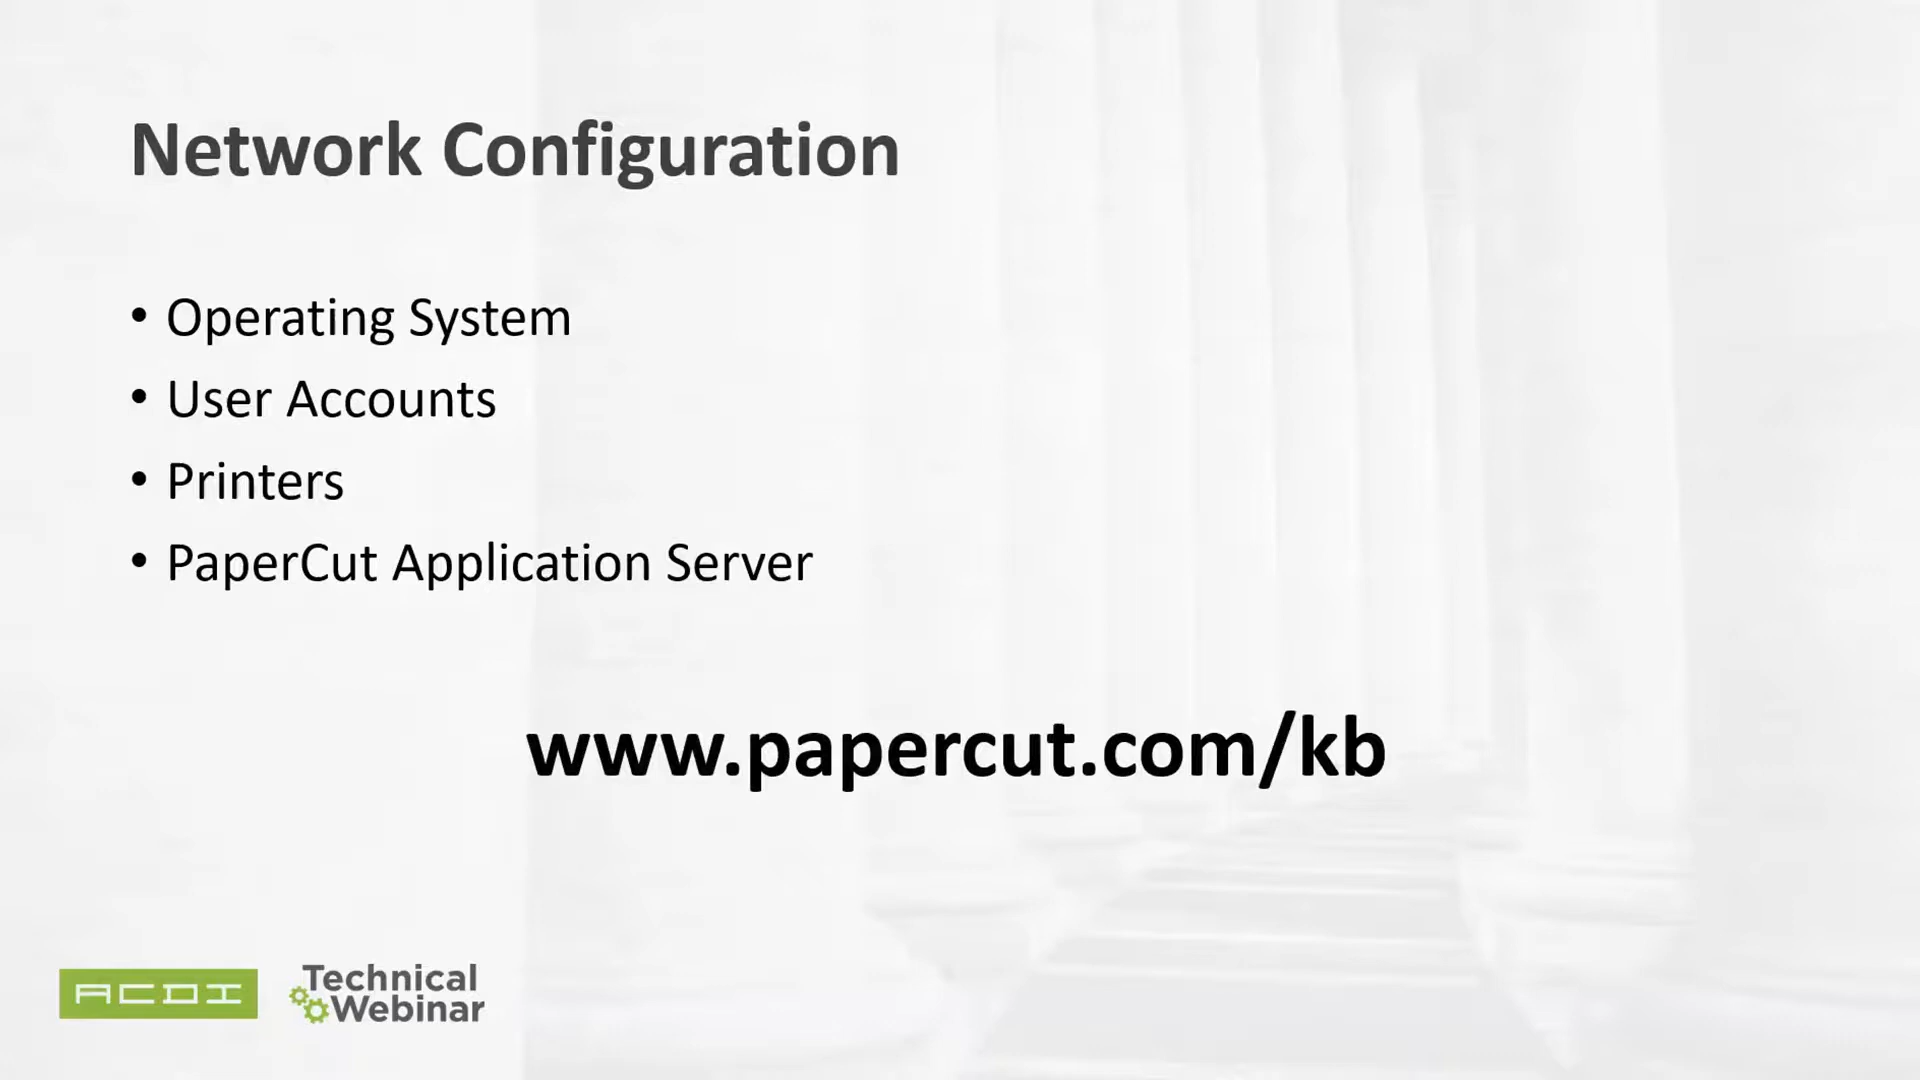 Network Configuration
• Operating System
• User Accounts
• Printers
• PaperCut Application Server
www.papercut.com/kb
ACDI
Technical
Webinar